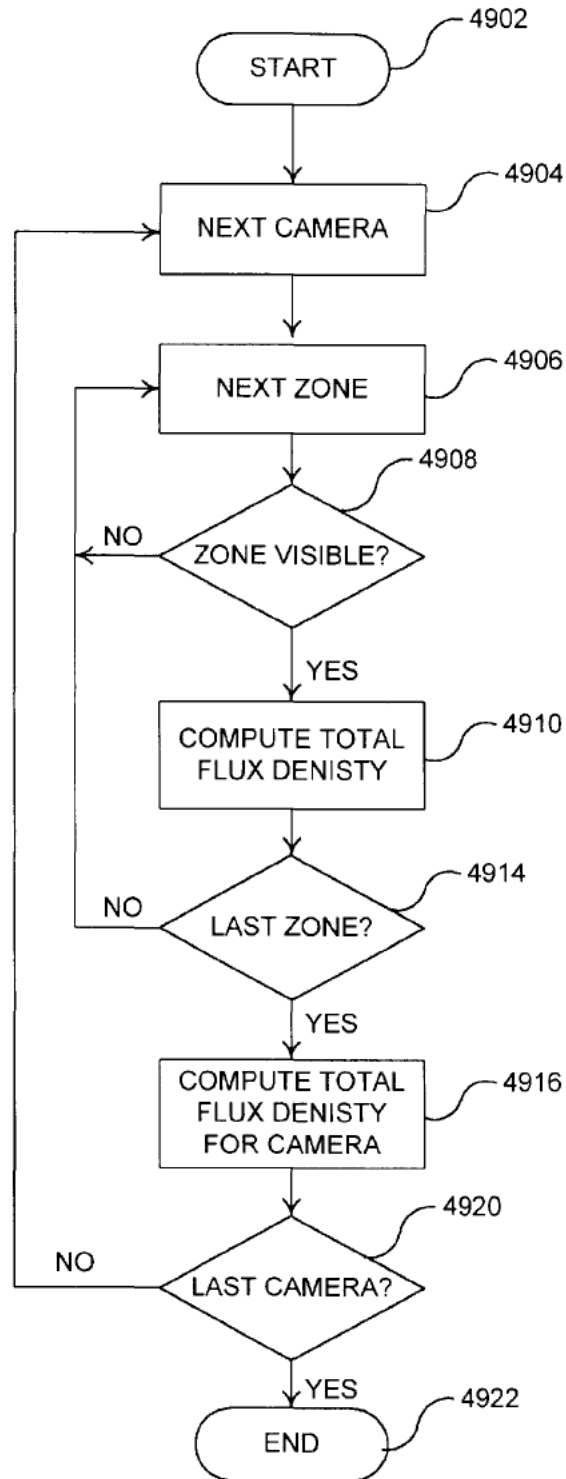 4902
START
4904
NEXT CAMERA
4906
NEXT ZONE
4908
NO
ZONE VISIBLE?
YES
4910
COMPUTE TOTAL
FLUX DENISTY
4914
NO
LAST ZONE?
YES
4916
COMPUTE TOTAL
FLUX DENISTY
FOR CAMERA
4920
NO
LAST CAMERA?
YES
4922
END